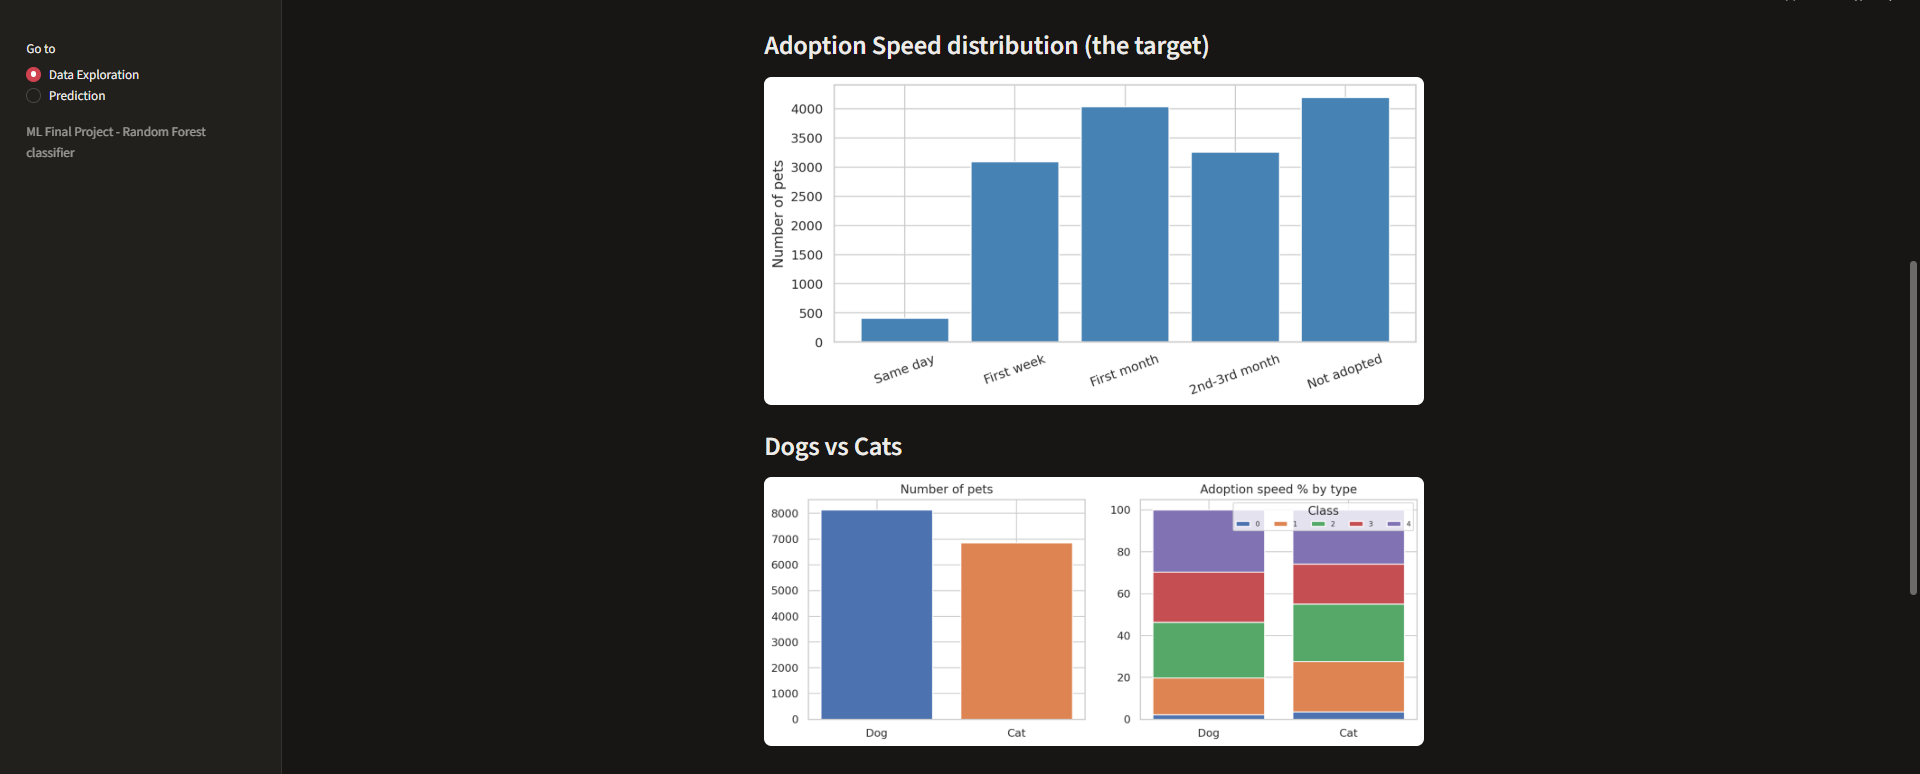 Go to
Data Exploration
Prediction
ML Final Project - Random Forest
classifier
Adoption Speed distribution (the target)
Number of pets
4000
3500
3000
2500
2000
1500
1000
500
0
Same day
First week
First month
2nd-3rd month
Not adopted
Dogs vs Cats
Number of pets
8000
7000
6000
5000
4000
3000
2000
1000
0
Dog
Cat
Adoption speed % by type
Class
0 1 2 3 4
100
80
60
40
20
0
Dog
Cat